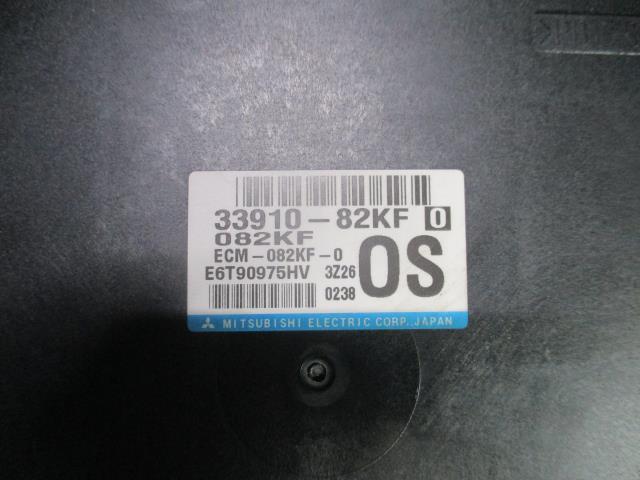 33910-82KF 0
082KF
ECM-082KF-0
E6T90975HV 3Z26
0238
OS
MITSUBISHI ELECTRIC CORP. JAPAN